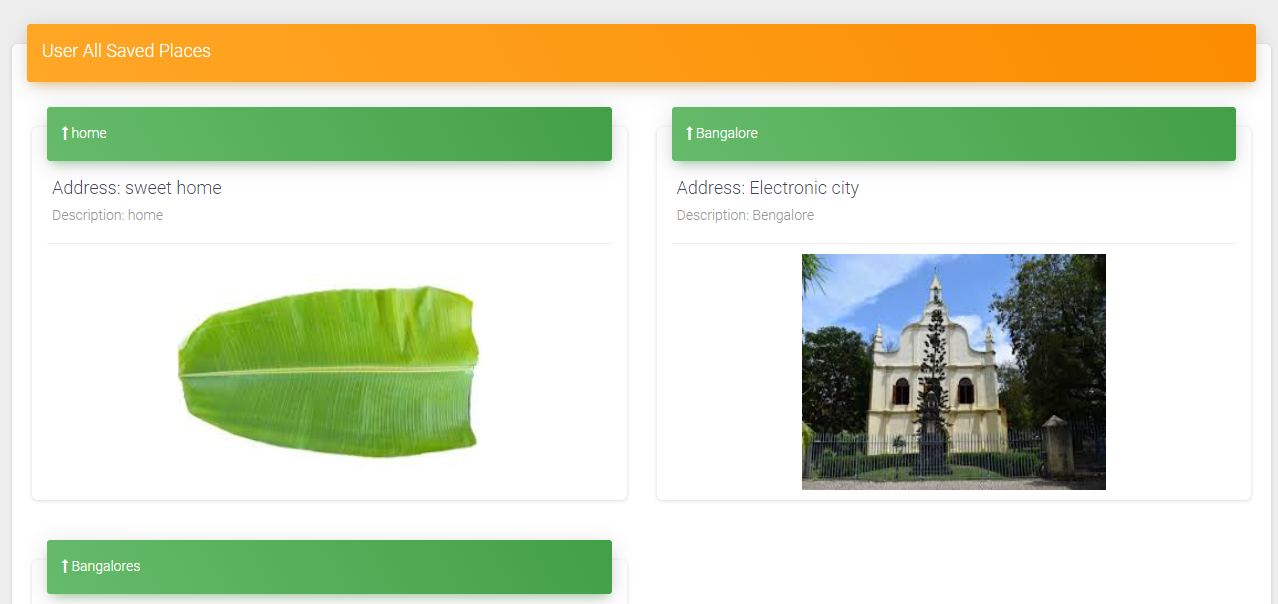 User All Saved Places
home
Bangalore
Address: sweet home
Address: Electronic city
Description: home
Description: Bengalore
Bangalores